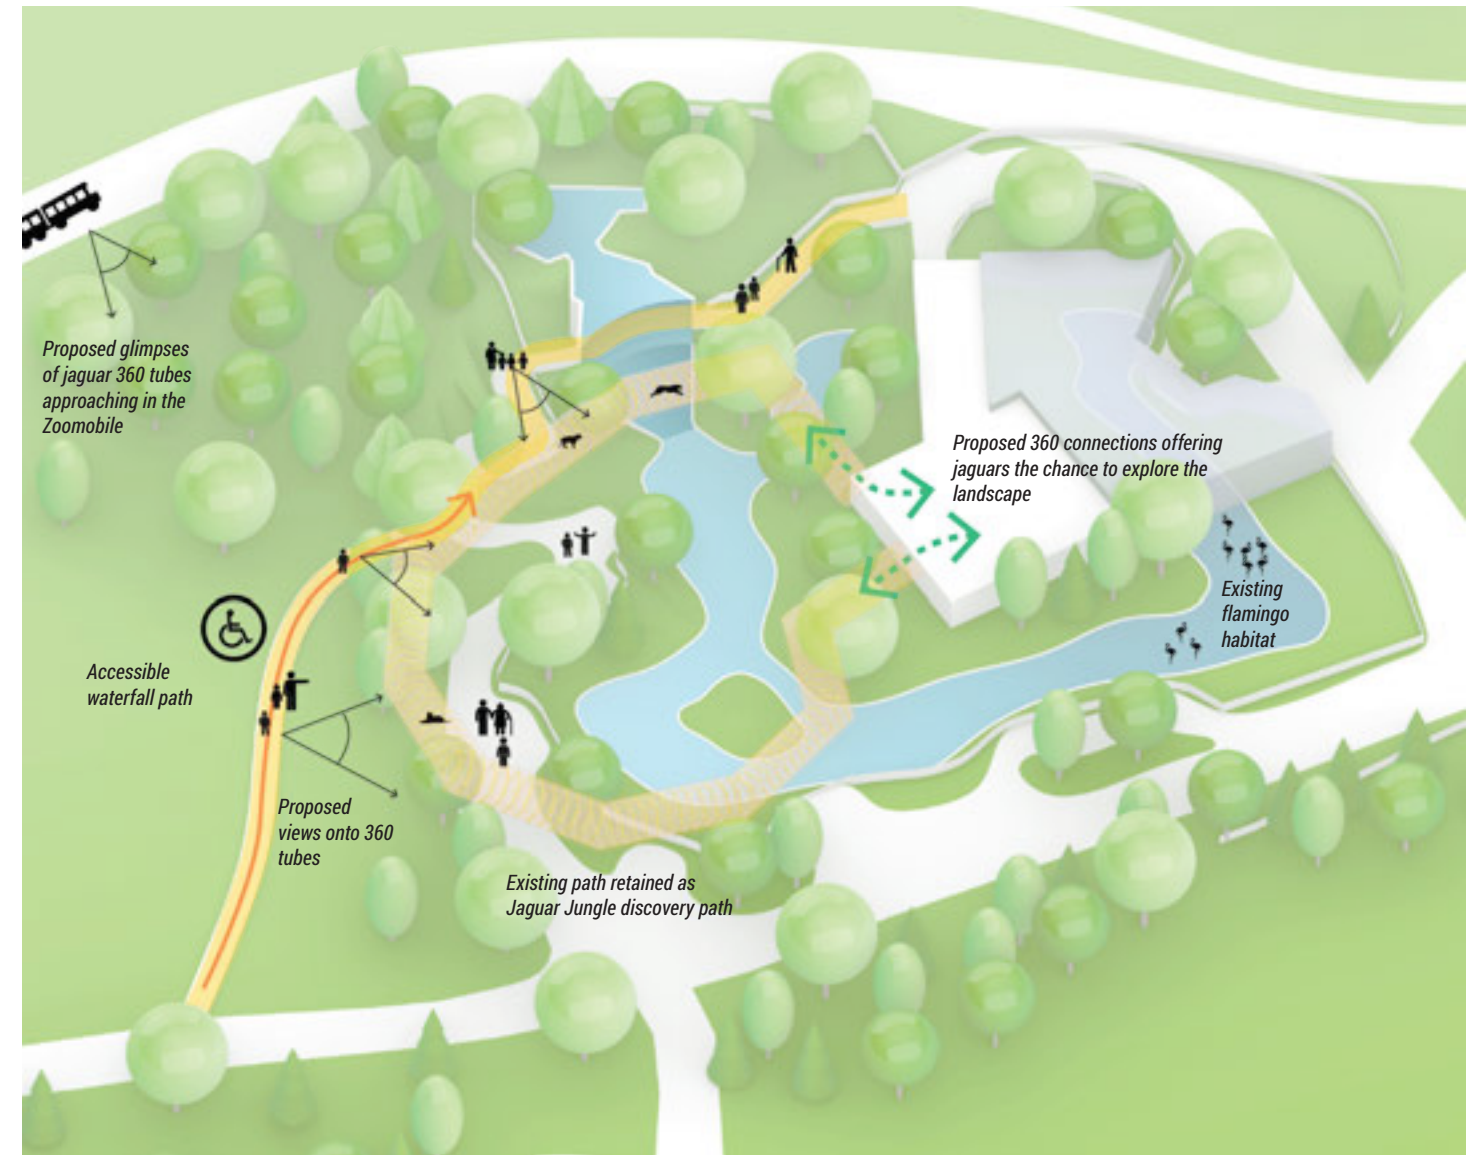 Proposed glimpses
of jaguar 360 tubes
approaching in the
Zoomobile
Proposed 360 connections offering
jaguars the chance to explore the
landscape
Existing
flamingo
habitat
Accessible
waterfall path
Proposed
views onto 360
tubes
Existing path retained as
Jaguar Jungle discovery path